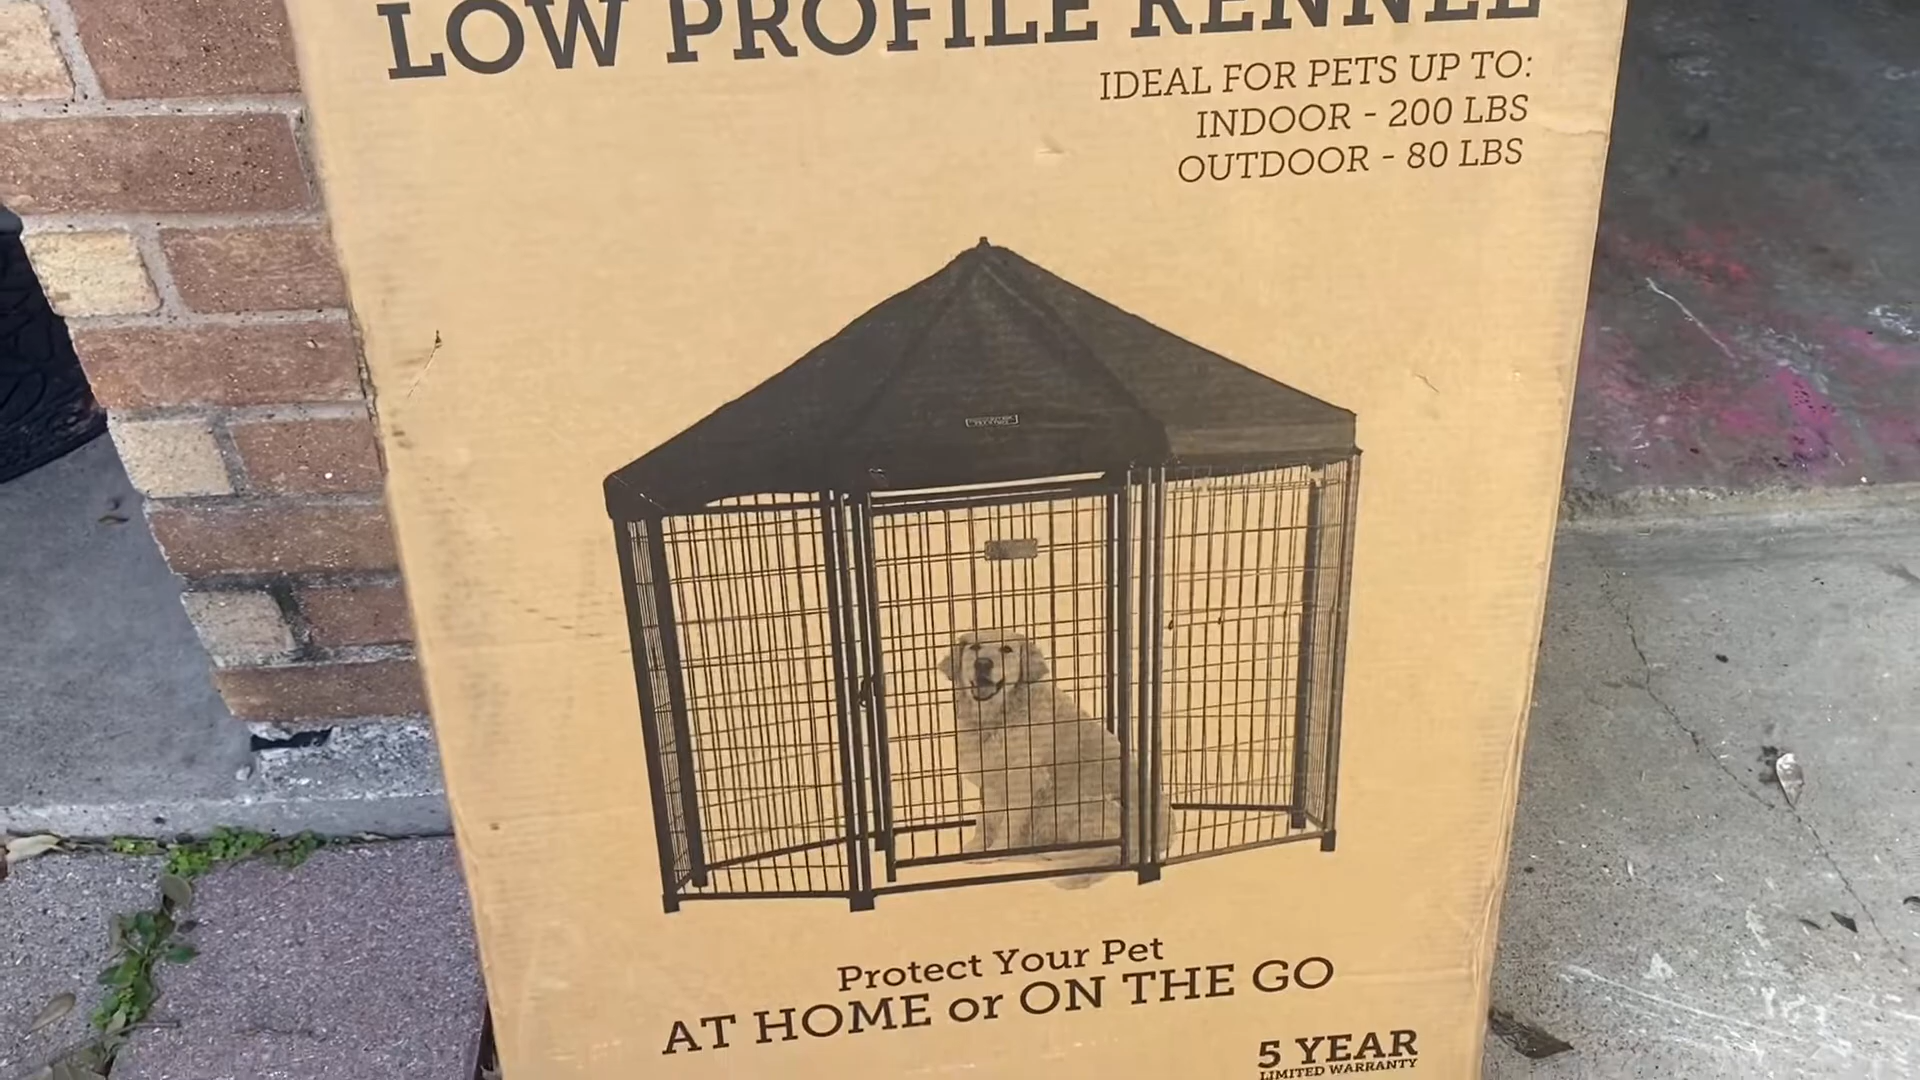 LOW PROFILE KENNEL
IDEAL FOR PETS UP TO:
INDOOR - 200 LBS
OUTDOOR - 80 LBS
Protect Your Pet
AT HOME or ON THE GO
5 YEAR
LIMITED WARRANTY